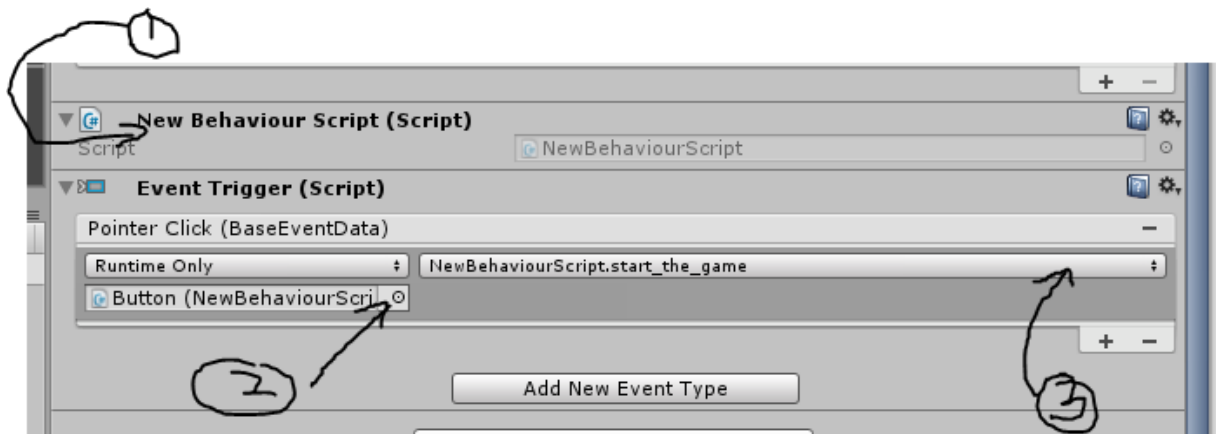 1
+ -
New Behaviour Script (Script)
Script NewBehaviourScript
Event Trigger (Script)
Pointer Click (BaseEventData) -
Runtime Only NewBehaviourScript.start_the_game
Button (NewBehaviourScri
+ -
2 3
Add New Event Type